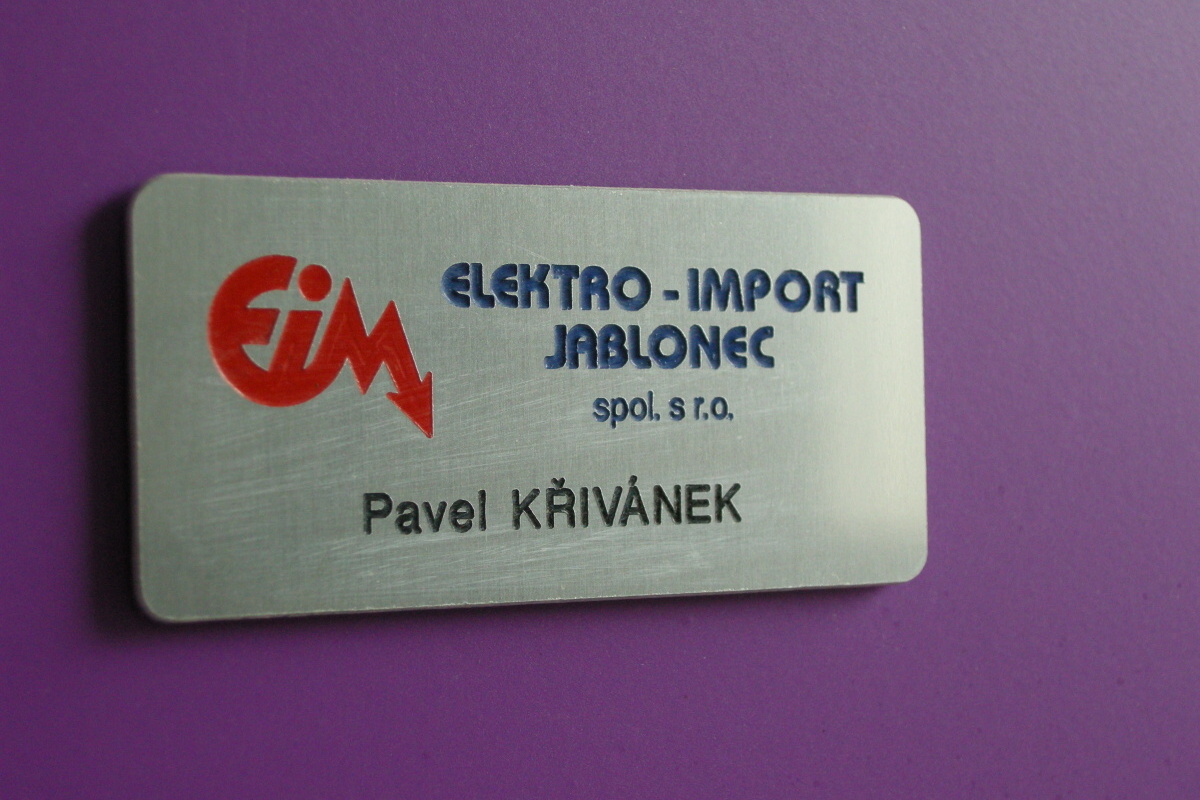 EIM
ELEKTRO - IMPORT
JABLONEC
spol. s r.o.
Pavel KŘIVÁNEK